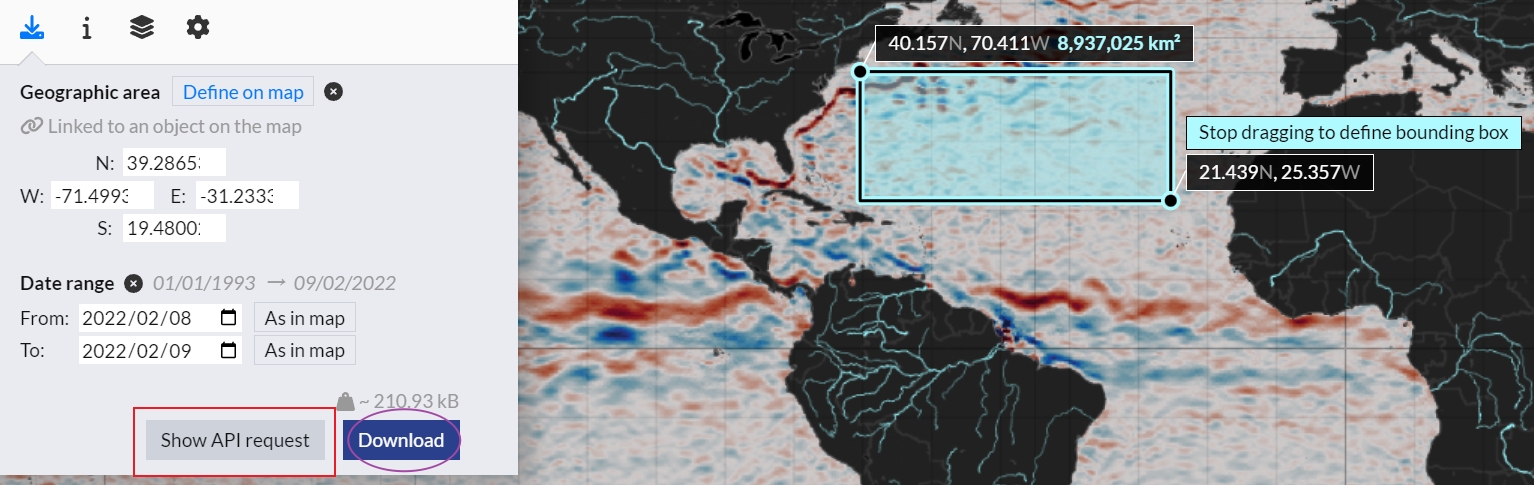 Geographic area Define on map
Linked to an object on the map
N: 39.2865
W: -71.4993 E: -31.2333
S: 19.4800
Date range 01/01/1993 → 09/02/2022
From: 2022/02/08 As in map
To: 2022/02/09 As in map
~ 210.93 kB
Show API request Download
40.157N, 70.411W 8,937,025 km²
Stop dragging to define bounding box
21.439N, 25.357W